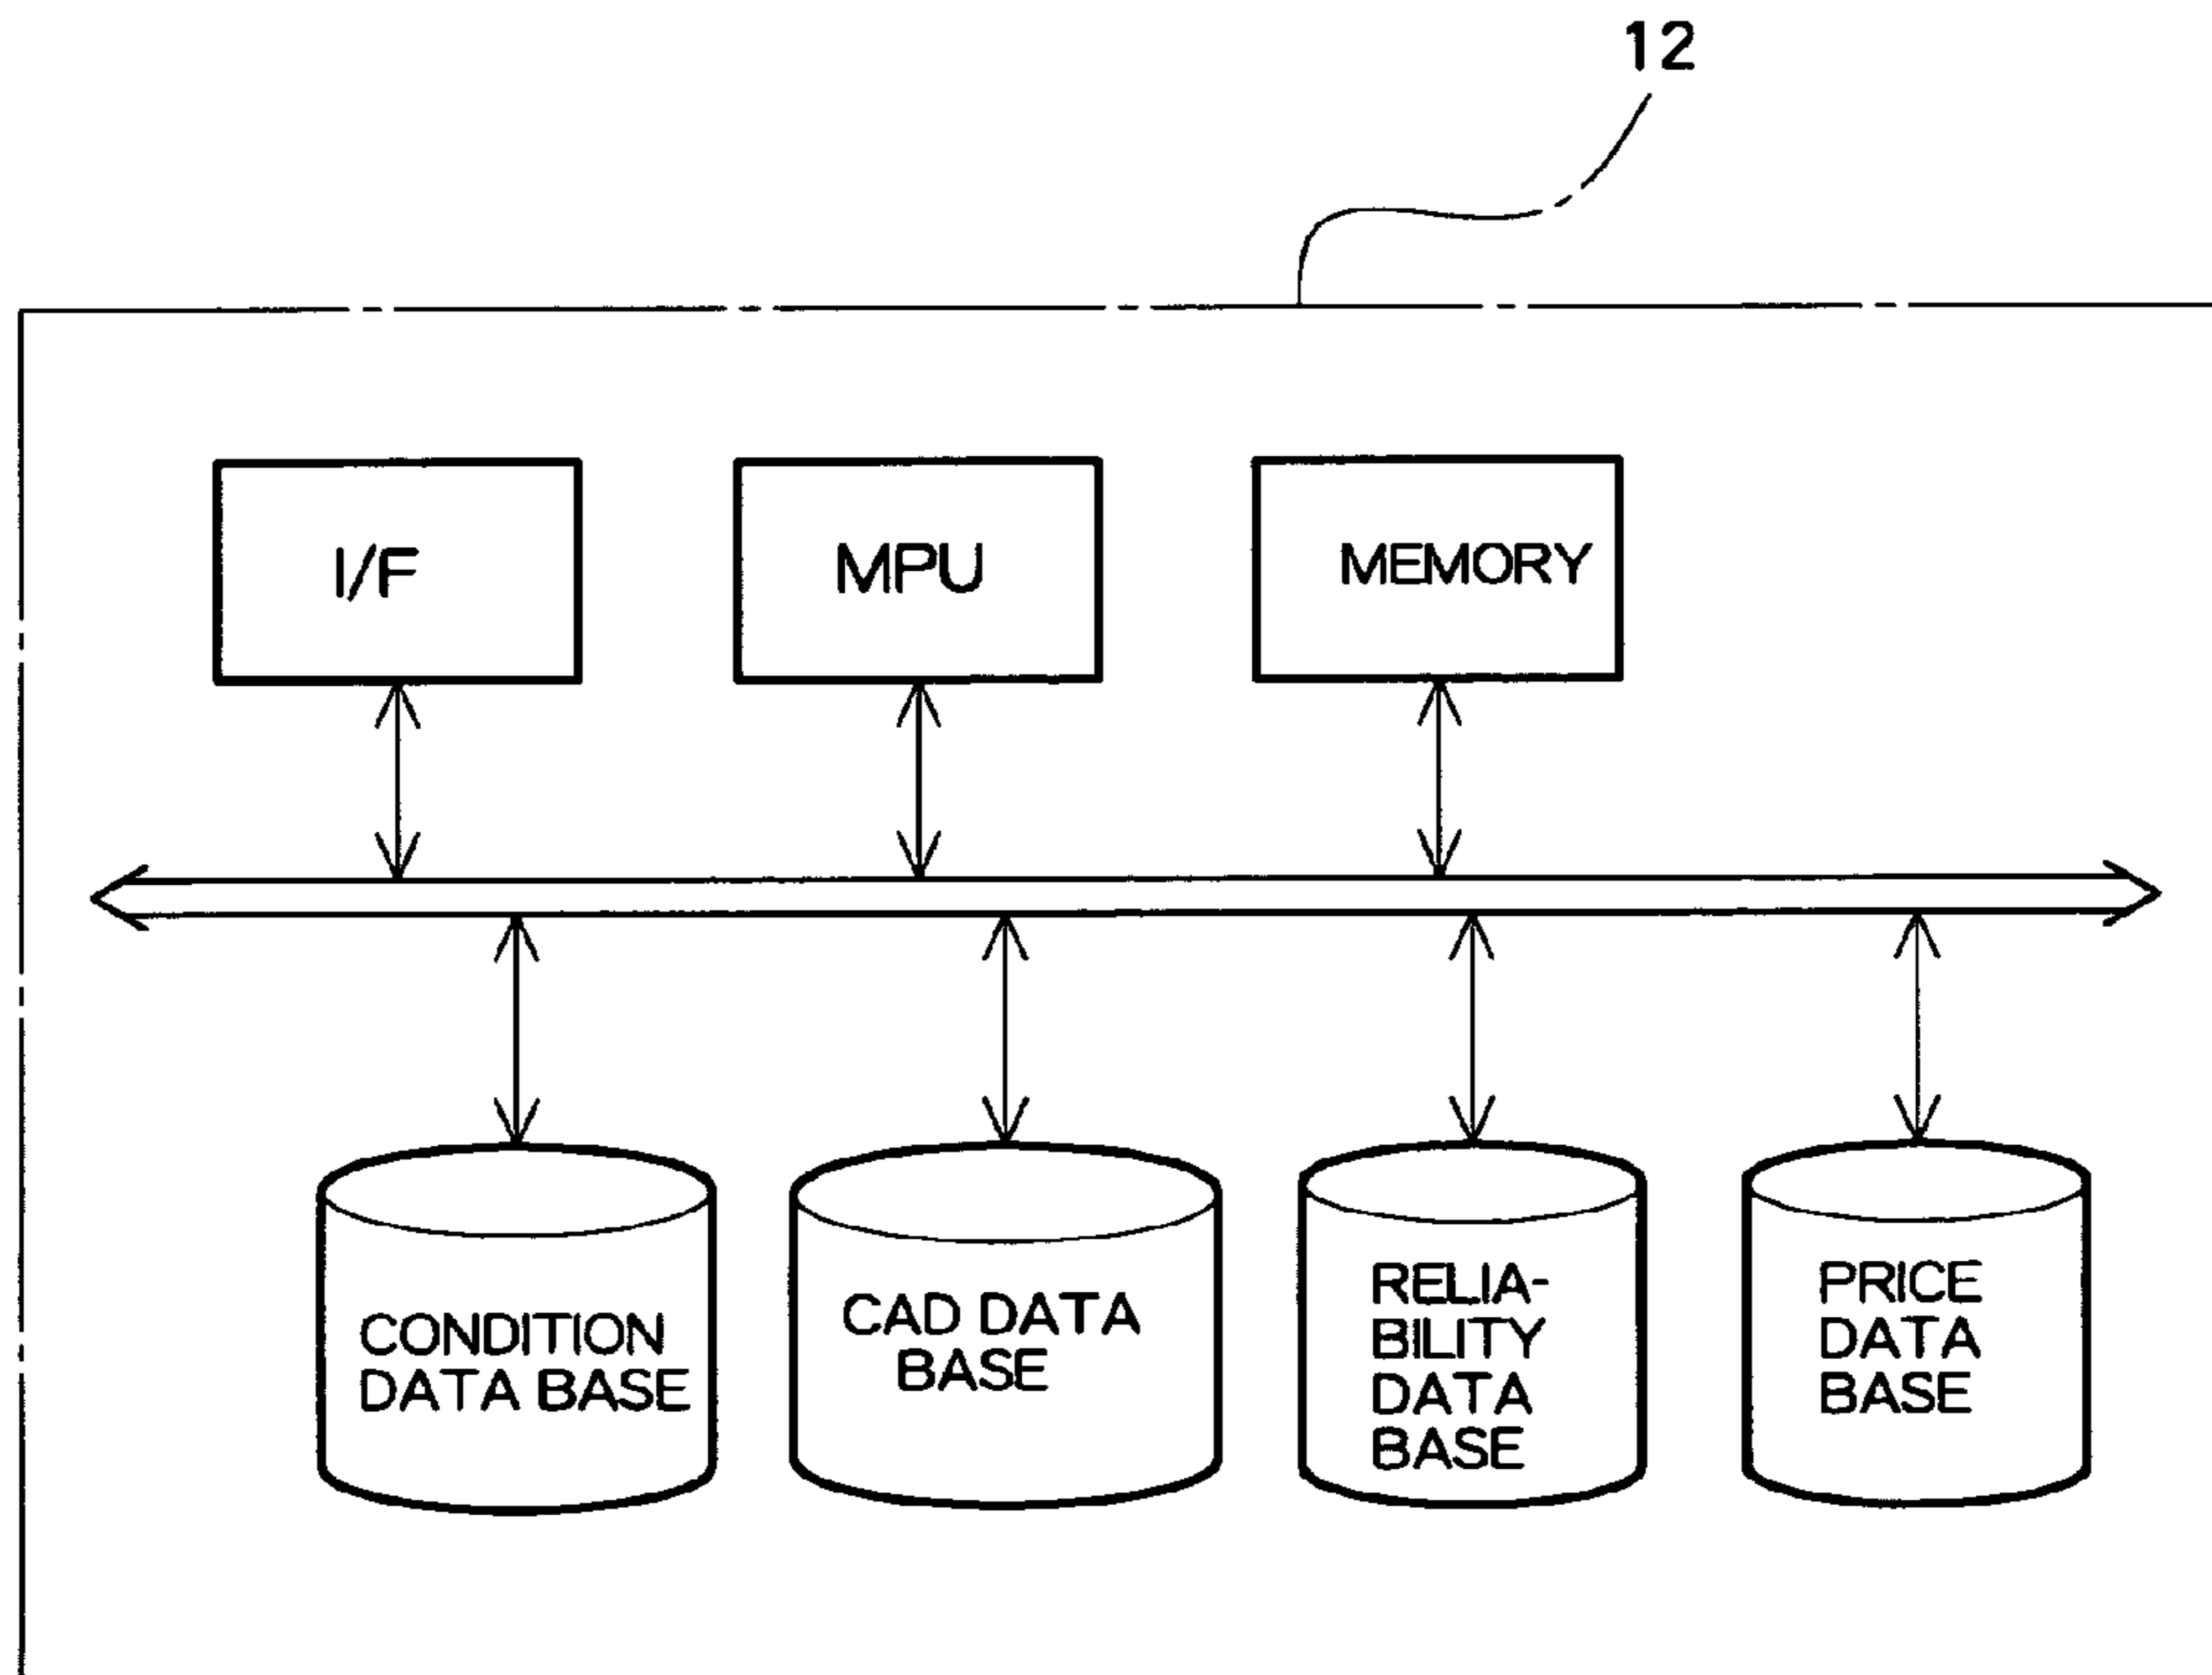 12
I/F
MPU
MEMORY
CONDITION
DATA BASE
CAD DATA
BASE
RELIA-
BILITY
DATA
BASE
PRICE
DATA
BASE